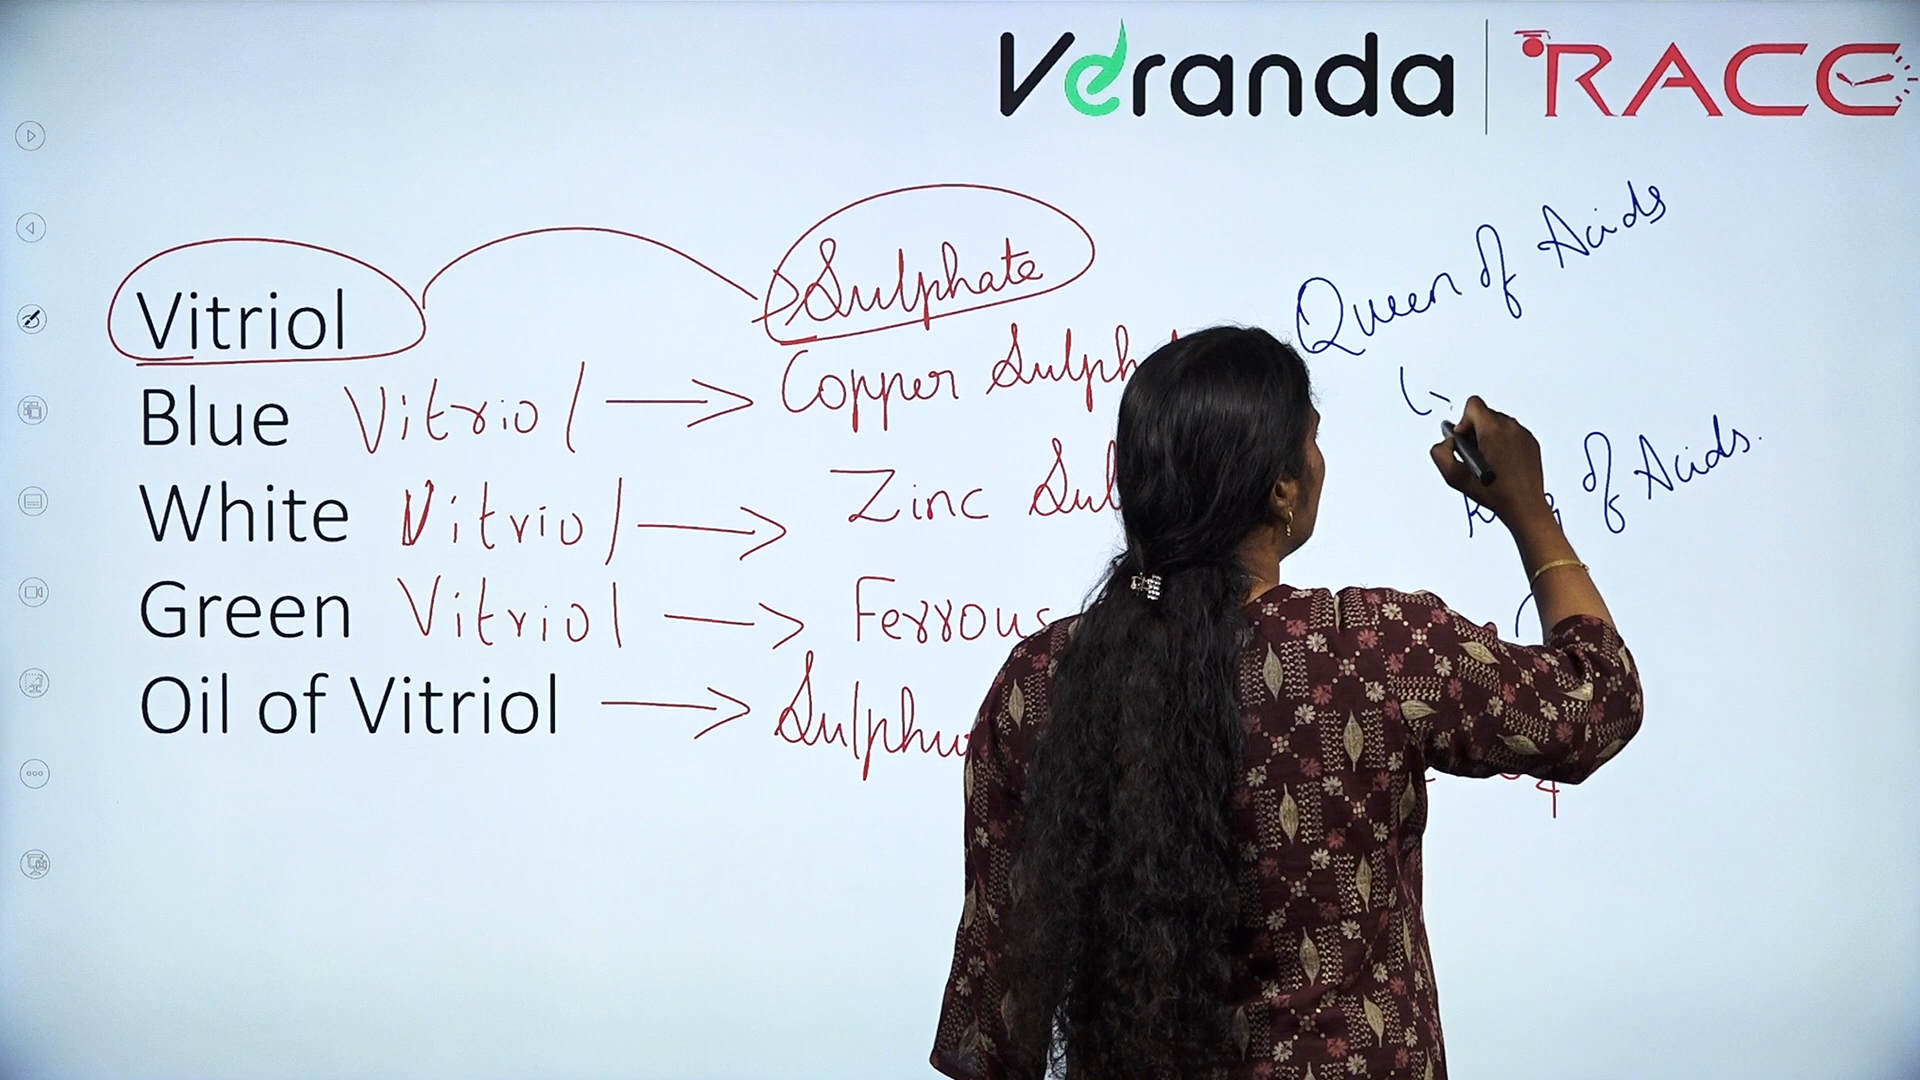 Veranda RACE
Queen of Acids
Sulphate
Vitriol
Blue Vitriol → Copper Sulph
of Acids.
White Vitriol → Zinc Sul
Green Vitriol → Ferrous
Oil of Vitriol → Sulphu
4